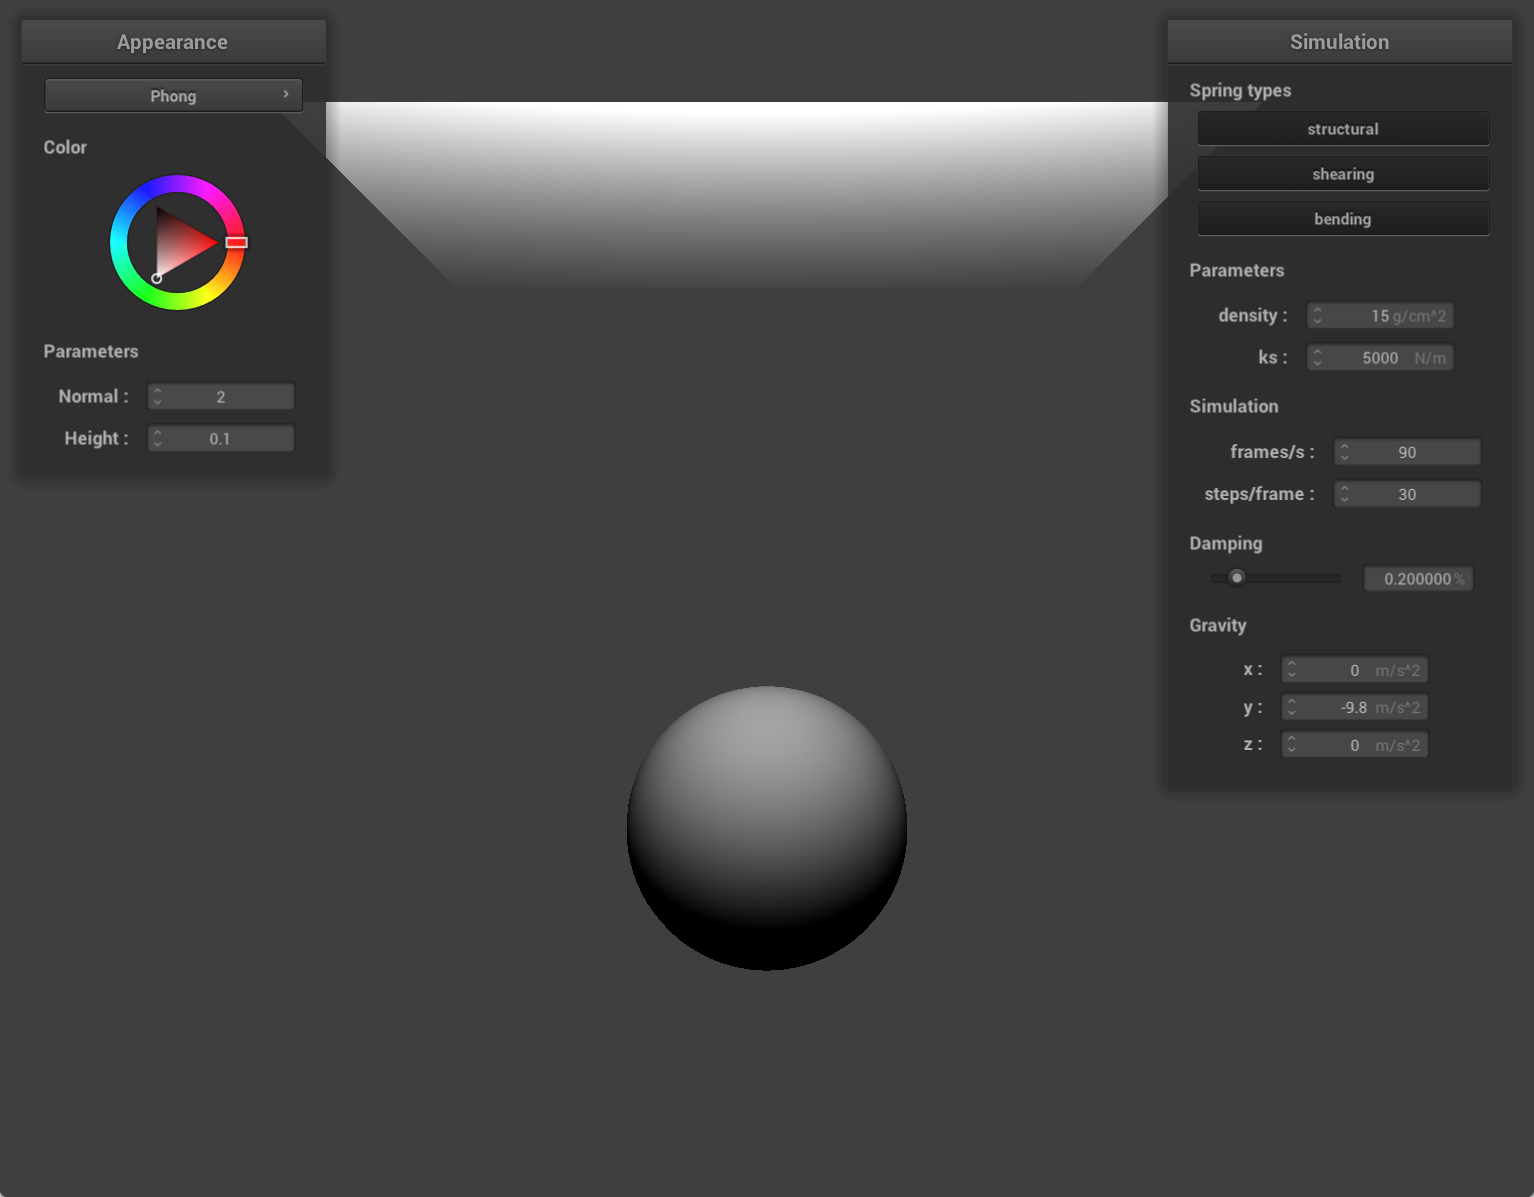 Appearance
Phong
Color
Parameters
Normal : 2
Height : 0.1
Simulation
Spring types
structural
shearing
bending
Parameters
density : 15 g/cm^2
ks : 5000 N/m
Simulation
frames/s : 90
steps/frame : 30
Damping
0.200000 %
Gravity
x : 0 m/s^2
y : -9.8 m/s^2
z : 0 m/s^2